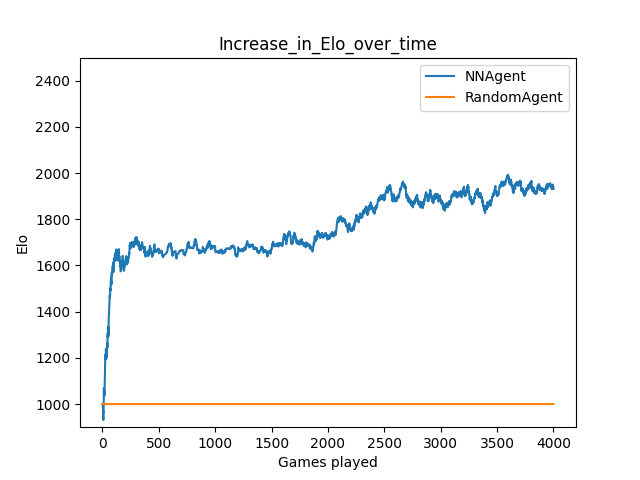 Increase_in_Elo_over_time
NNAgent
RandomAgent
2400
2200
2000
1800
1600
1400
1200
1000
Elo
0 500 1000 1500 2000 2500 3000 3500 4000
Games played